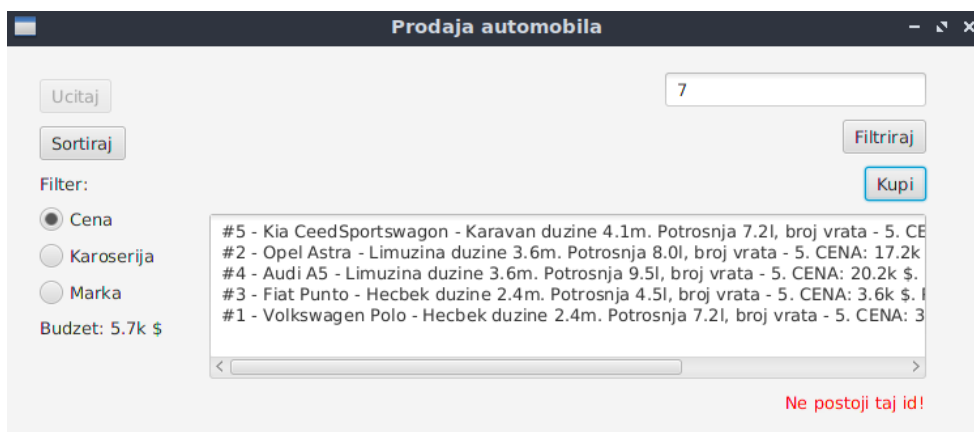 Prodaja automobila
Ucitaj
7
Sortiraj
Filtriraj
Filter:
Kupi
Cena
Karoserija
Marka
Budzet: 5.7k $
#5 - Kia CeedSportswagon - Karavan duzine 4.1m. Potrosnja 7.2l, broj vrata - 5. CE
#2 - Opel Astra - Limuzina duzine 3.6m. Potrosnja 8.0l, broj vrata - 5. CENA: 17.2k
#4 - Audi A5 - Limuzina duzine 3.6m. Potrosnja 9.5l, broj vrata - 5. CENA: 20.2k $.
#3 - Fiat Punto - Hecbek duzine 2.4m. Potrosnja 4.5l, broj vrata - 5. CENA: 3.6k $.
#1 - Volkswagen Polo - Hecbek duzine 2.4m. Potrosnja 7.2l, broj vrata - 5. CENA: 3
Ne postoji taj id!